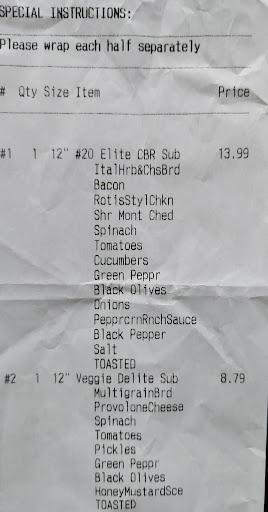 SPECIAL INSTRUCTIONS:
Please wrap each half separately
# Qty Size Item Price
#1 1 12" #20 Elite CBR Sub 13.99
ItalHrb&ChsBrd
Bacon
RotisStylChkn
Shr Mont Ched
Spinach
Tomatoes
Cucumbers
Green Peppr
Black Olives
Onions
PepprcrnRnchSauce
Black Pepper
Salt
TOASTED
#2 1 12" Veggie Delite Sub 8.79
MultigrainBrd
ProvoloneCheese
Spinach
Tomatoes
Pickles
Green Peppr
Black Olives
HoneyMustardSce
TOASTED